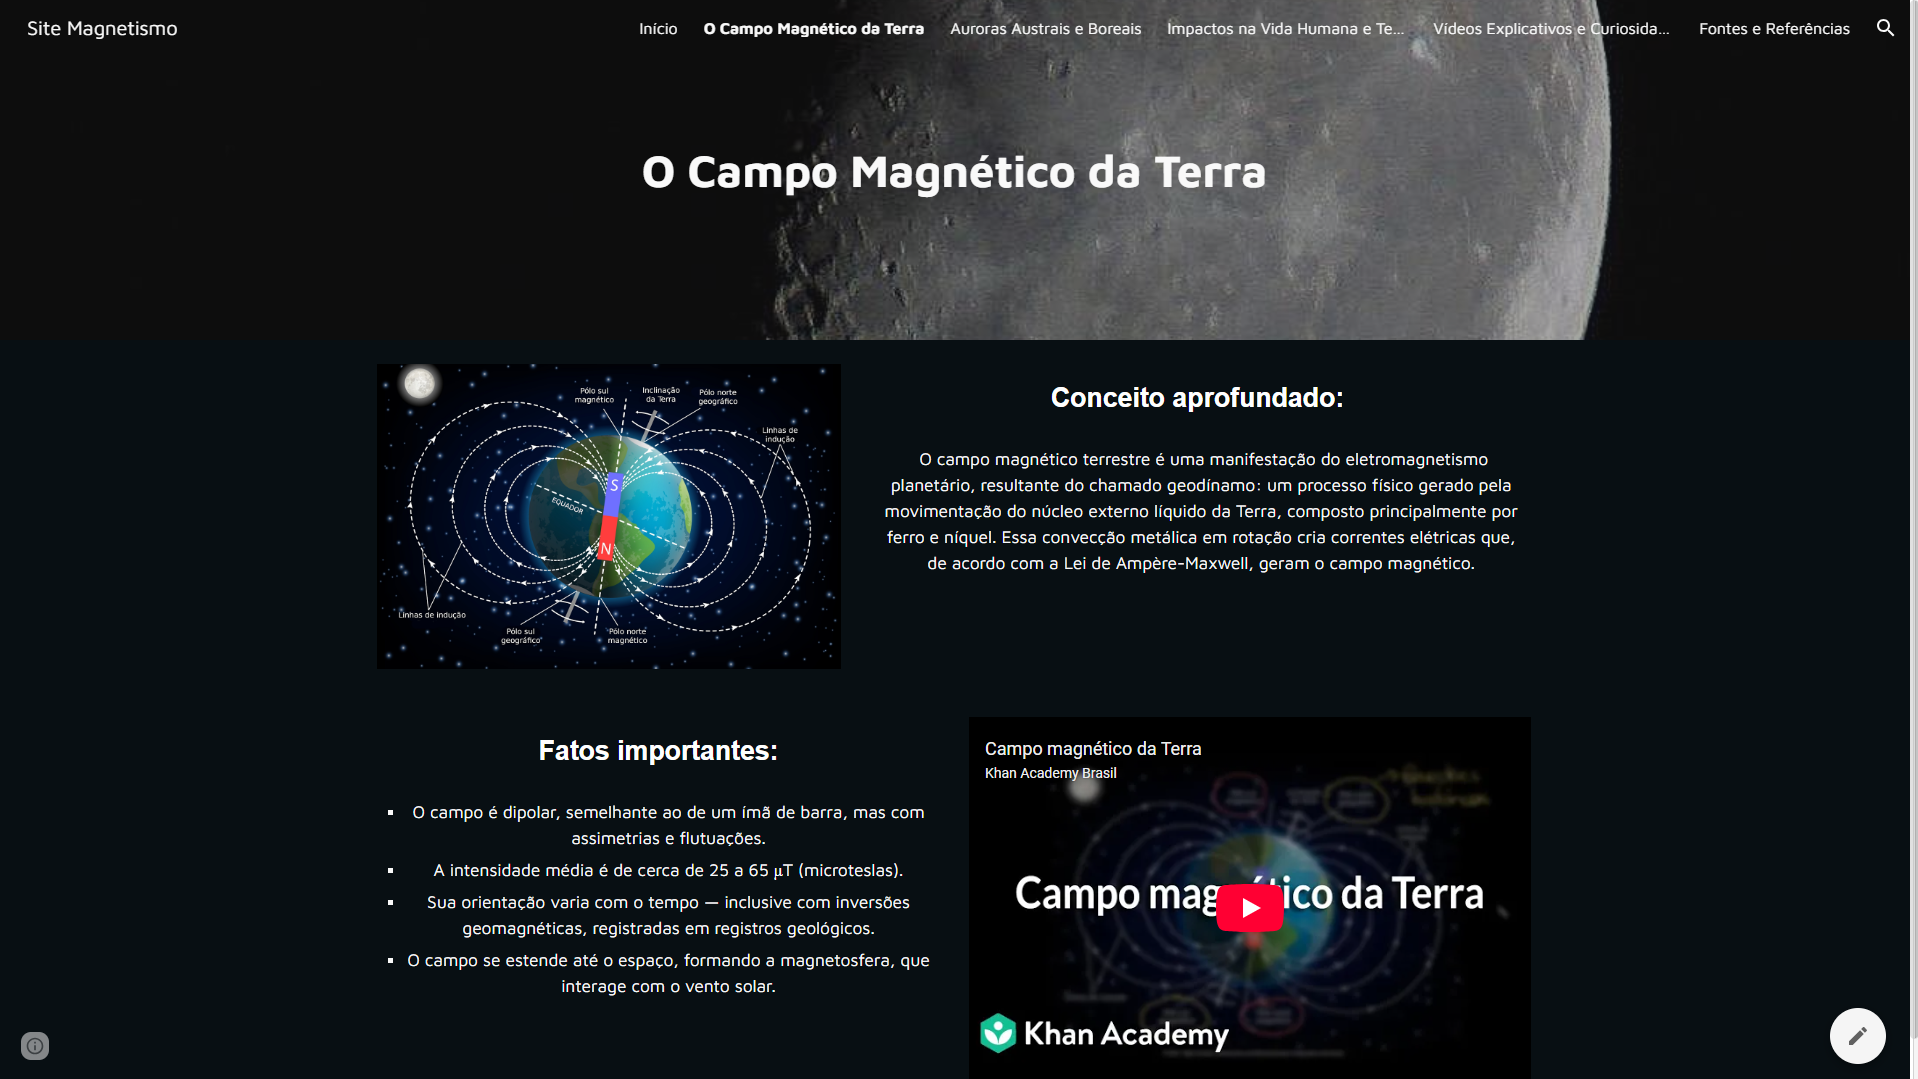 Site Magnetismo
Início
O Campo Magnético da Terra
Auroras Austrais e Boreais
Impactos na Vida Humana e Te...
Vídeos Explicativos e Curiosida...
Fontes e Referências
O Campo Magnético da Terra
Pólo sul
magnético
Inclinação
da Terra
Pólo norte
geográfico
Linhas de
indução
S
EQUADOR
N
Linhas de indução
Pólo sul
geográfico
Pólo norte
magnético
Conceito aprofundado:
O campo magnético terrestre é uma manifestação do eletromagnetismo
planetário, resultante do chamado geodínamo: um processo físico gerado pela
movimentação do núcleo externo líquido da Terra, composto principalmente por
ferro e níquel. Essa convecção metálica em rotação cria correntes elétricas que,
de acordo com a Lei de Ampère-Maxwell, geram o campo magnético.
Fatos importantes:
O campo é dipolar, semelhante ao de um ímã de barra, mas com
assimetrias e flutuações.
A intensidade média é de cerca de 25 a 65 μT (microteslas).
Sua orientação varia com o tempo — inclusive com inversões
geomagnéticas, registradas em registros geológicos.
O campo se estende até o espaço, formando a magnetosfera, que
interage com o vento solar.
Campo magnético da Terra
Khan Academy Brasil
Campo magnético da Terra
Khan Academy